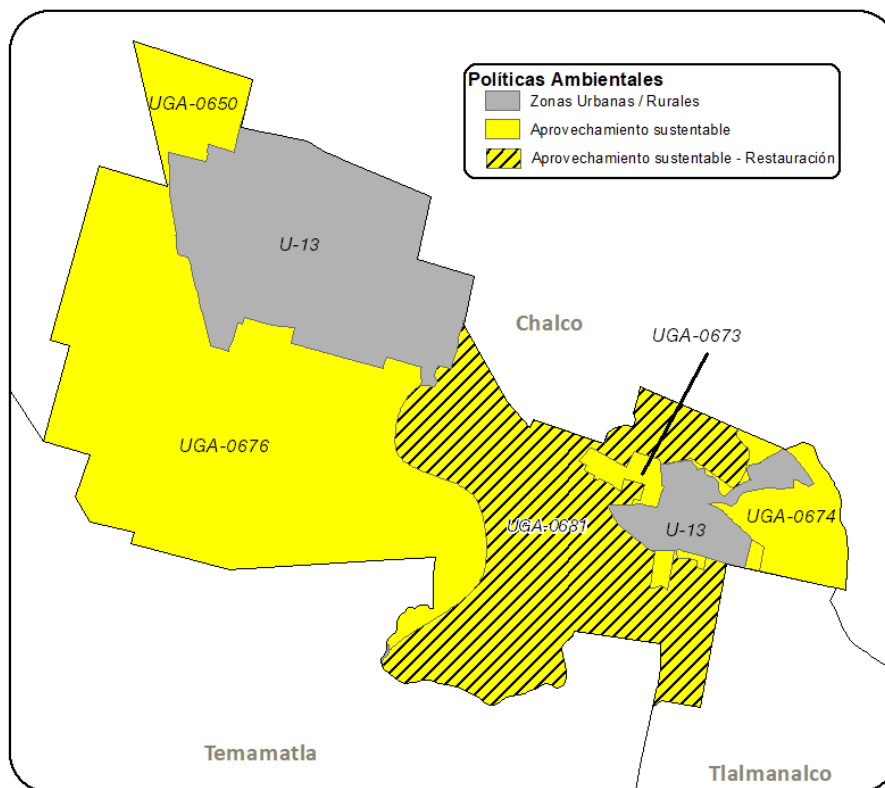 Políticas Ambientales
Zonas Urbanas / Rurales
Aprovechamiento sustentable
Aprovechamiento sustentable - Restauración
UGA-0650
U-13
Chalco
UGA-0673
UGA-0676
UGA-0681
U-13
UGA-0674
Temamatla
Tlalmanalco